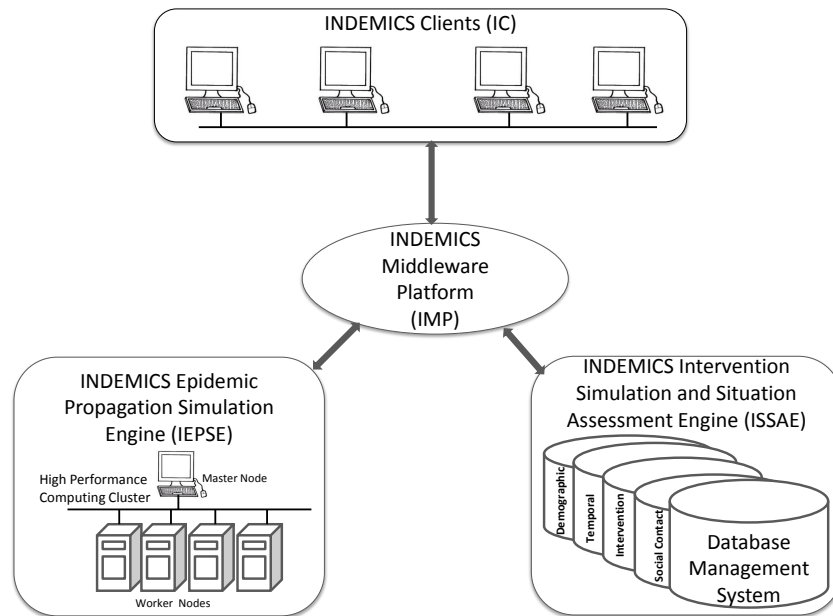 INDEMICS Clients (IC)
INDEMICS
Middleware
Platform
(IMP)
INDEMICS Epidemic
Propagation Simulation
Engine (IEPSE)
High Performance
Computing Cluster
Master Node
Worker Nodes
INDEMICS Intervention
Simulation and Situation
Assessment Engine (ISSAE)
Demographic
Temporal
Intervention
Social Contact
Database
Management
System